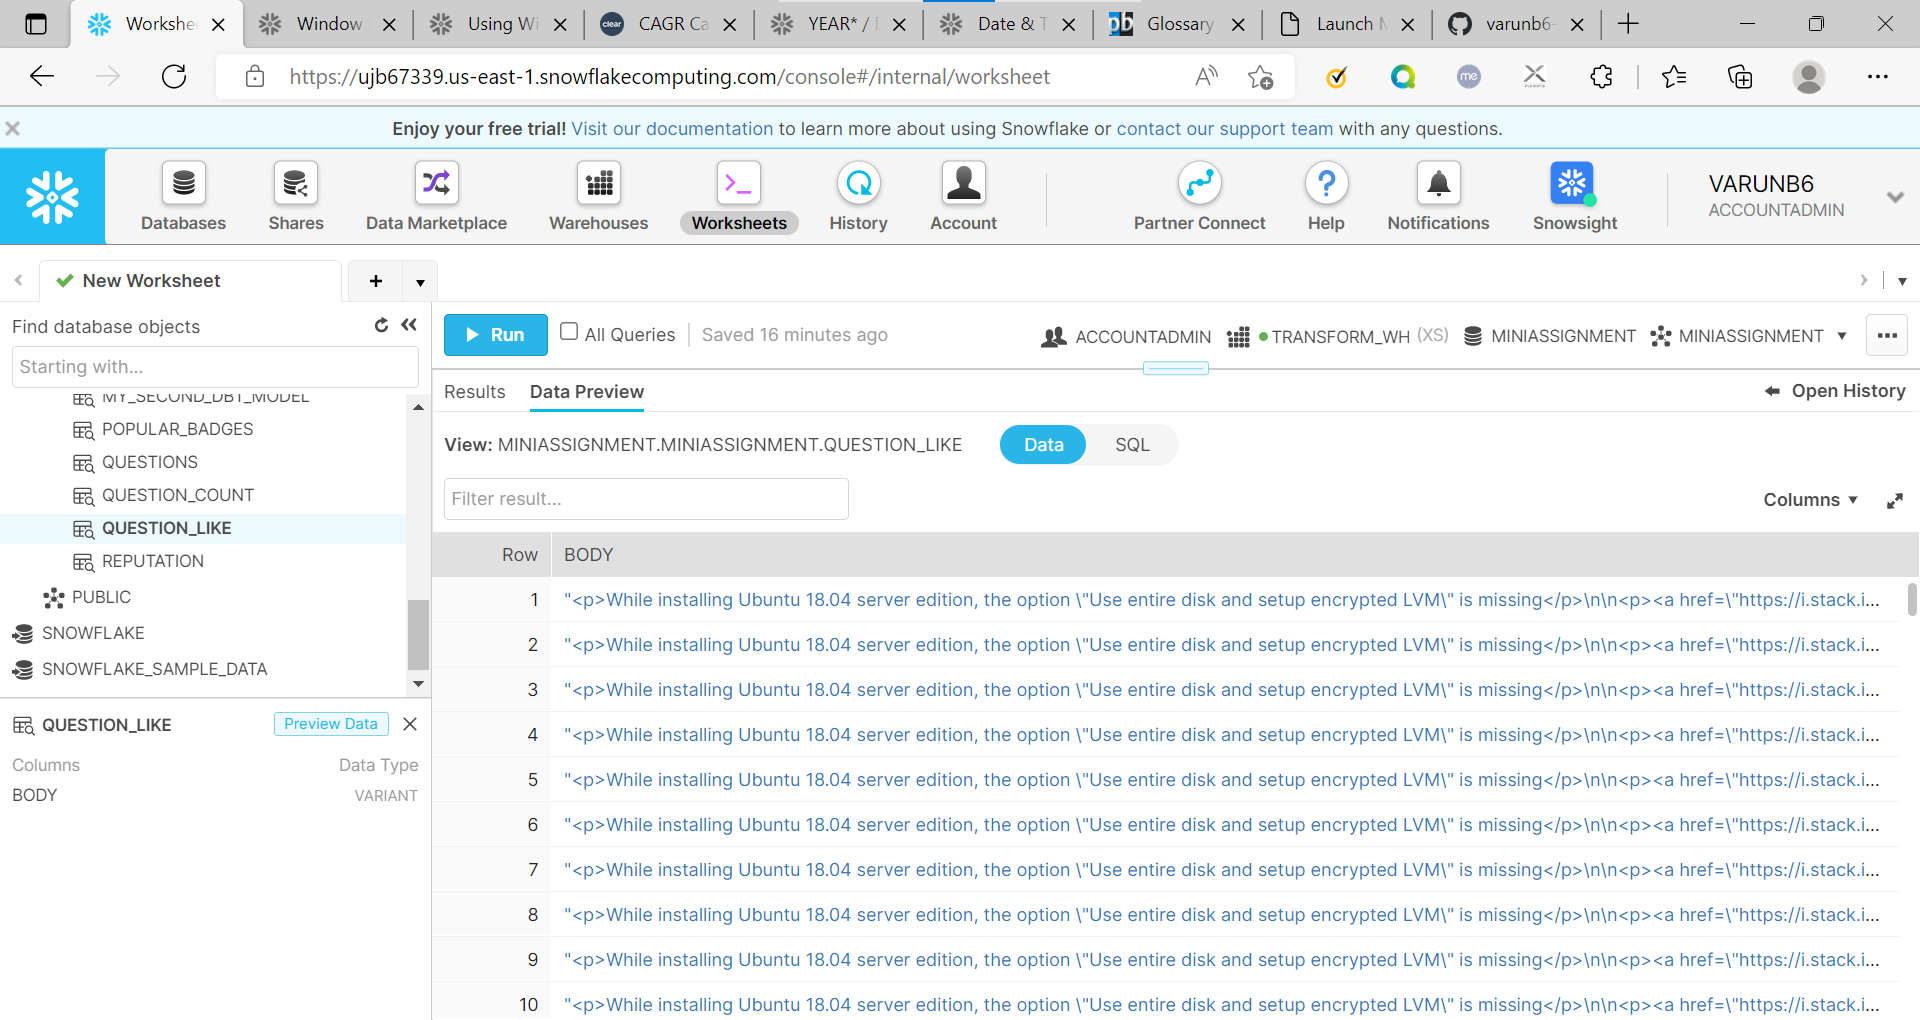 Workshe
Window
Using Wi
clear
CAGR Ca
YEAR* / D
Date & T
pb
Glossary
Launch M
varunb6-
https://ujb67339.us-east-1.snowflakecomputing.com/console#/internal/worksheet
me
Enjoy your free trial! Visit our documentation to learn more about using Snowflake or contact our support team with any questions.
Databases
Shares
Data Marketplace
Warehouses
Worksheets
History
Account
Partner Connect
Help
Notifications
Snowsight
VARUNB6
ACCOUNTADMIN
New Worksheet
Find database objects
Starting with...
Run
All Queries
Saved 16 minutes ago
ACCOUNTADMIN
TRANSFORM_WH (XS)
MINIASSIGNMENT
MINIASSIGNMENT
MY_SECOND_DBT_MODEL
POPULAR_BADGES
QUESTIONS
QUESTION_COUNT
QUESTION_LIKE
REPUTATION
PUBLIC
SNOWFLAKE
SNOWFLAKE_SAMPLE_DATA
QUESTION_LIKE
Preview Data
Columns Data Type
BODY VARIANT
Results
Data Preview
Open History
View: MINIASSIGNMENT.MINIASSIGNMENT.QUESTION_LIKE
Data
SQL
Filter result...
Columns
Row BODY
1 "<p>While installing Ubuntu 18.04 server edition, the option \"Use entire disk and setup encrypted LVM\" is missing</p>\n\n<p><a href=\"https://i.stack.i...
2 "<p>While installing Ubuntu 18.04 server edition, the option \"Use entire disk and setup encrypted LVM\" is missing</p>\n\n<p><a href=\"https://i.stack.i...
3 "<p>While installing Ubuntu 18.04 server edition, the option \"Use entire disk and setup encrypted LVM\" is missing</p>\n\n<p><a href=\"https://i.stack.i...
4 "<p>While installing Ubuntu 18.04 server edition, the option \"Use entire disk and setup encrypted LVM\" is missing</p>\n\n<p><a href=\"https://i.stack.i...
5 "<p>While installing Ubuntu 18.04 server edition, the option \"Use entire disk and setup encrypted LVM\" is missing</p>\n\n<p><a href=\"https://i.stack.i...
6 "<p>While installing Ubuntu 18.04 server edition, the option \"Use entire disk and setup encrypted LVM\" is missing</p>\n\n<p><a href=\"https://i.stack.i...
7 "<p>While installing Ubuntu 18.04 server edition, the option \"Use entire disk and setup encrypted LVM\" is missing</p>\n\n<p><a href=\"https://i.stack.i...
8 "<p>While installing Ubuntu 18.04 server edition, the option \"Use entire disk and setup encrypted LVM\" is missing</p>\n\n<p><a href=\"https://i.stack.i...
9 "<p>While installing Ubuntu 18.04 server edition, the option \"Use entire disk and setup encrypted LVM\" is missing</p>\n\n<p><a href=\"https://i.stack.i...
10 "<p>While installing Ubuntu 18.04 server edition, the option \"Use entire disk and setup encrypted LVM\" is missing</p>\n\n<p><a href=\"https://i.stack.i...